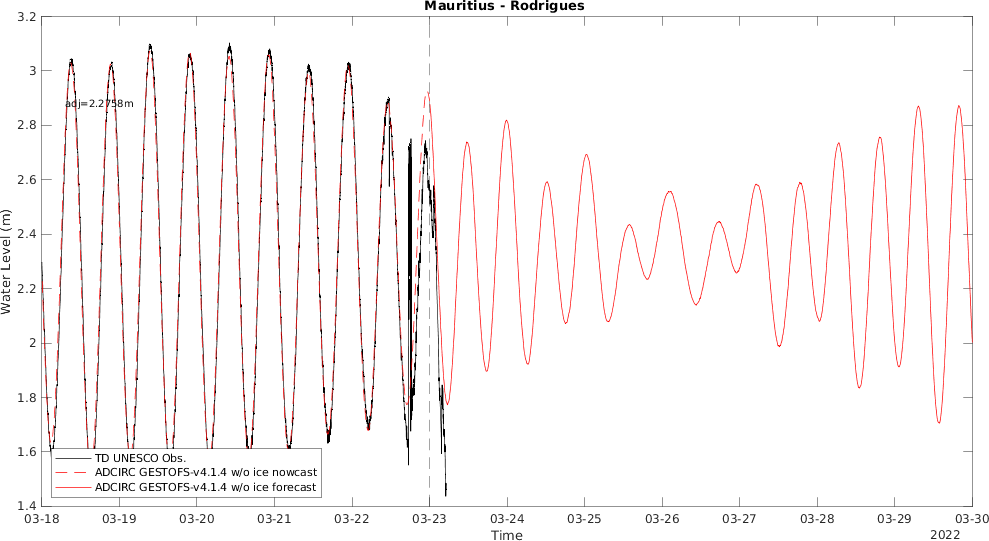 Mauritius - Rodrigues
3.2
3
2.8
2.6
2.4
2.2
2
1.8
1.6
1.4
Water Level (m)
adj=2.2758m
TD UNESCO Obs.
ADCIRC GESTOFS-v4.1.4 w/o ice nowcast
ADCIRC GESTOFS-v4.1.4 w/o ice forecast
03-18 03-19 03-20 03-21 03-22 03-23 03-24 03-25 03-26 03-27 03-28 03-29 03-30
Time
2022